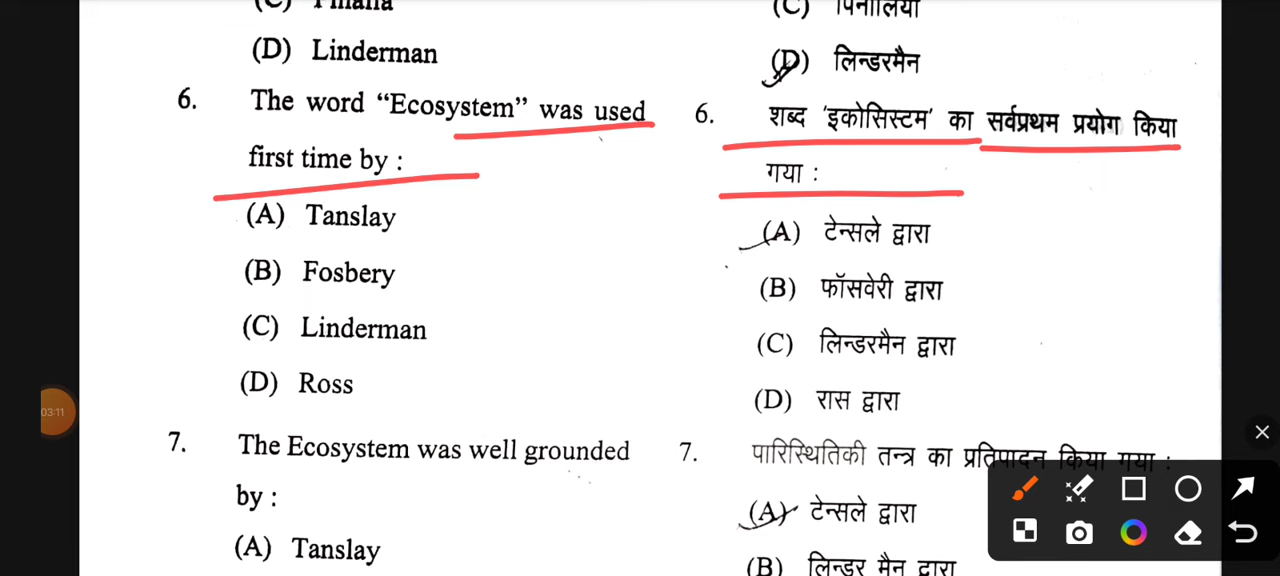 (D) Linderman
6. The word “Ecosystem” was used
first time by :
(A) Tanslay
(B) Fosbery
(C) Linderman
(D) Ross
7. The Ecosystem was well grounded
by :
(A) Tanslay
(C) पिनालिया
(D) लिन्डरमैन
6. शब्द 'इकोसिस्टम' का सर्वप्रथम प्रयोग किया
गया :
(A) टेन्सले द्वारा
(B) फॉसवेरी द्वारा
(C) लिन्डरमैन द्वारा
(D) रास द्वारा
7. पारिस्थितिकी तन्त्र का प्रतिपादन किया गया :
(A) टेन्सले द्वारा
(B) लिन्डर मैन द्वारा
03:11